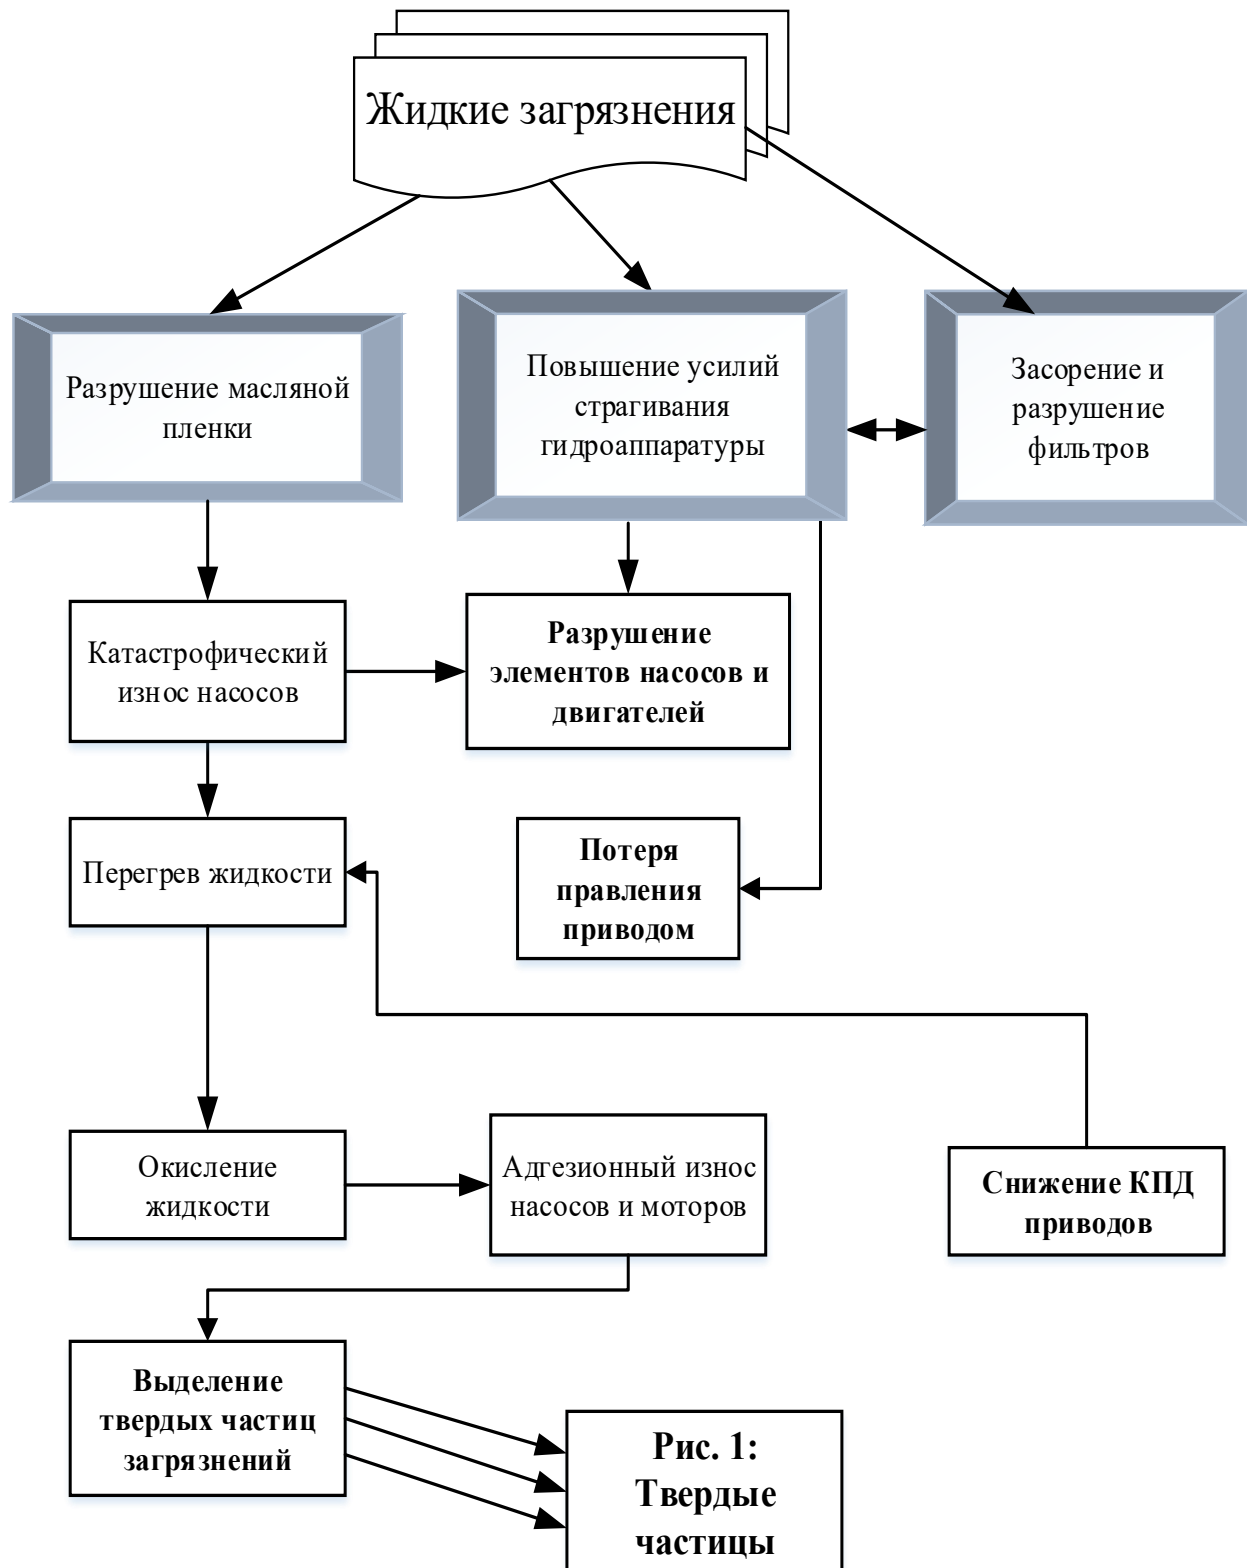 Жидкие загрязнения
Разрушение масляной
пленки
Повышение усилий
страгивания
гидроаппаратуры
Засорение и
разрушение
фильтров
Катастрофический
износ насосов
Разрушение
элементов насосов и
двигателей
Перегрев жидкости
Потеря
правления
приводом
Окисление
жидкости
Адгезионный износ
насосов и моторов
Снижение КПД
приводов
Выделение
твердых частиц
загрязнений
Рис. 1:
Твердые
частицы